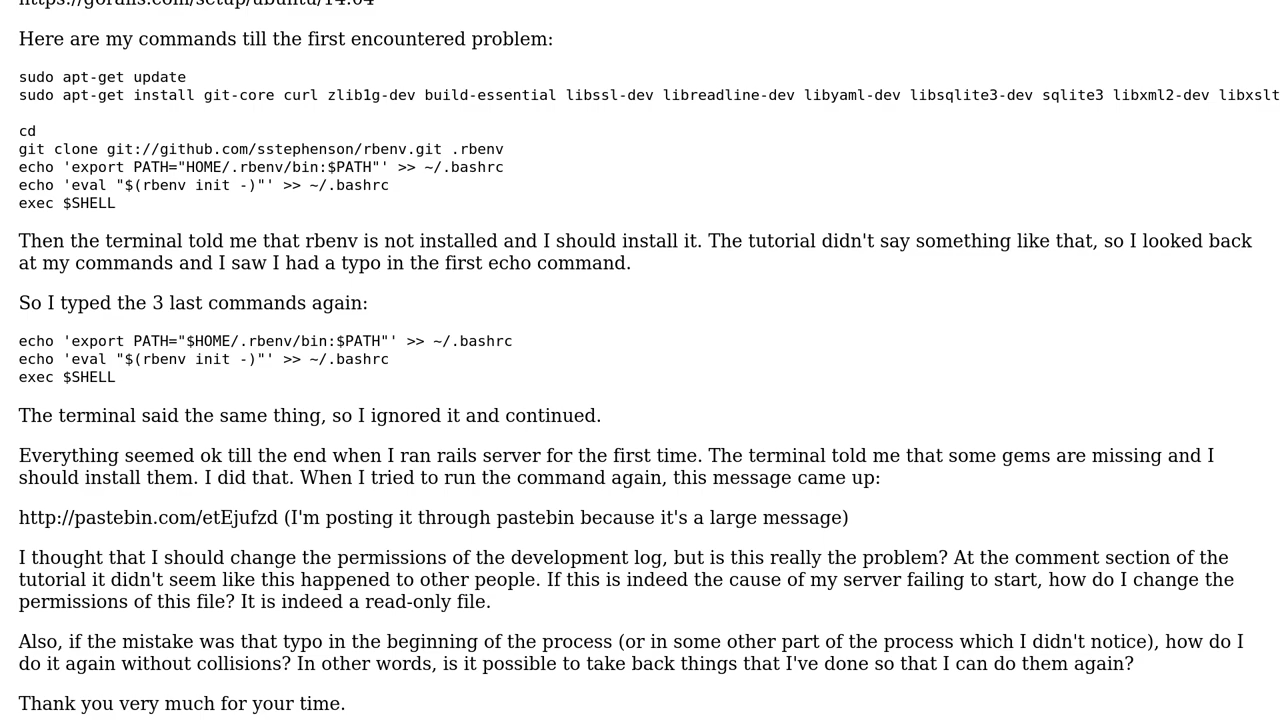 https://gorails.com/setup/ubuntu/14.04
Here are my commands till the first encountered problem:
sudo apt-get update
sudo apt-get install git-core curl zlib1g-dev build-essential libssl-dev libreadline-dev libyaml-dev libsqlite3-dev sqlite3 libxml2-dev libxslt
cd
git clone git://github.com/sstephenson/rbenv.git .rbenv
echo 'export PATH="HOME/.rbenv/bin:$PATH"' >> ~/.bashrc
echo 'eval "$(rbenv init -)"' >> ~/.bashrc
exec $SHELL
Then the terminal told me that rbenv is not installed and I should install it. The tutorial didn't say something like that, so I looked back
at my commands and I saw I had a typo in the first echo command.
So I typed the 3 last commands again:
echo 'export PATH="$HOME/.rbenv/bin:$PATH"' >> ~/.bashrc
echo 'eval "$(rbenv init -)"' >> ~/.bashrc
exec $SHELL
The terminal said the same thing, so I ignored it and continued.
Everything seemed ok till the end when I ran rails server for the first time. The terminal told me that some gems are missing and I
should install them. I did that. When I tried to run the command again, this message came up:
http://pastebin.com/etEjufzd (I'm posting it through pastebin because it's a large message)
I thought that I should change the permissions of the development log, but is this really the problem? At the comment section of the
tutorial it didn't seem like this happened to other people. If this is indeed the cause of my server failing to start, how do I change the
permissions of this file? It is indeed a read-only file.
Also, if the mistake was that typo in the beginning of the process (or in some other part of the process which I didn't notice), how do I
do it again without collisions? In other words, is it possible to take back things that I've done so that I can do them again?
Thank you very much for your time.